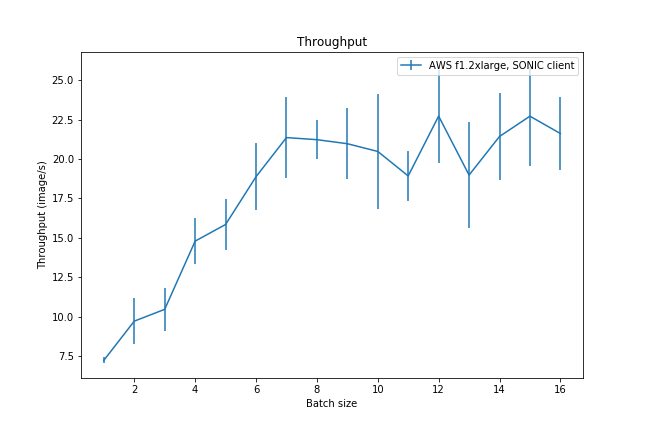 Throughput
AWS f1.2xlarge, SONIC client
Throughput (image/s)
25.0
22.5
20.0
17.5
15.0
12.5
10.0
7.5
2 4 6 8 10 12 14 16
Batch size